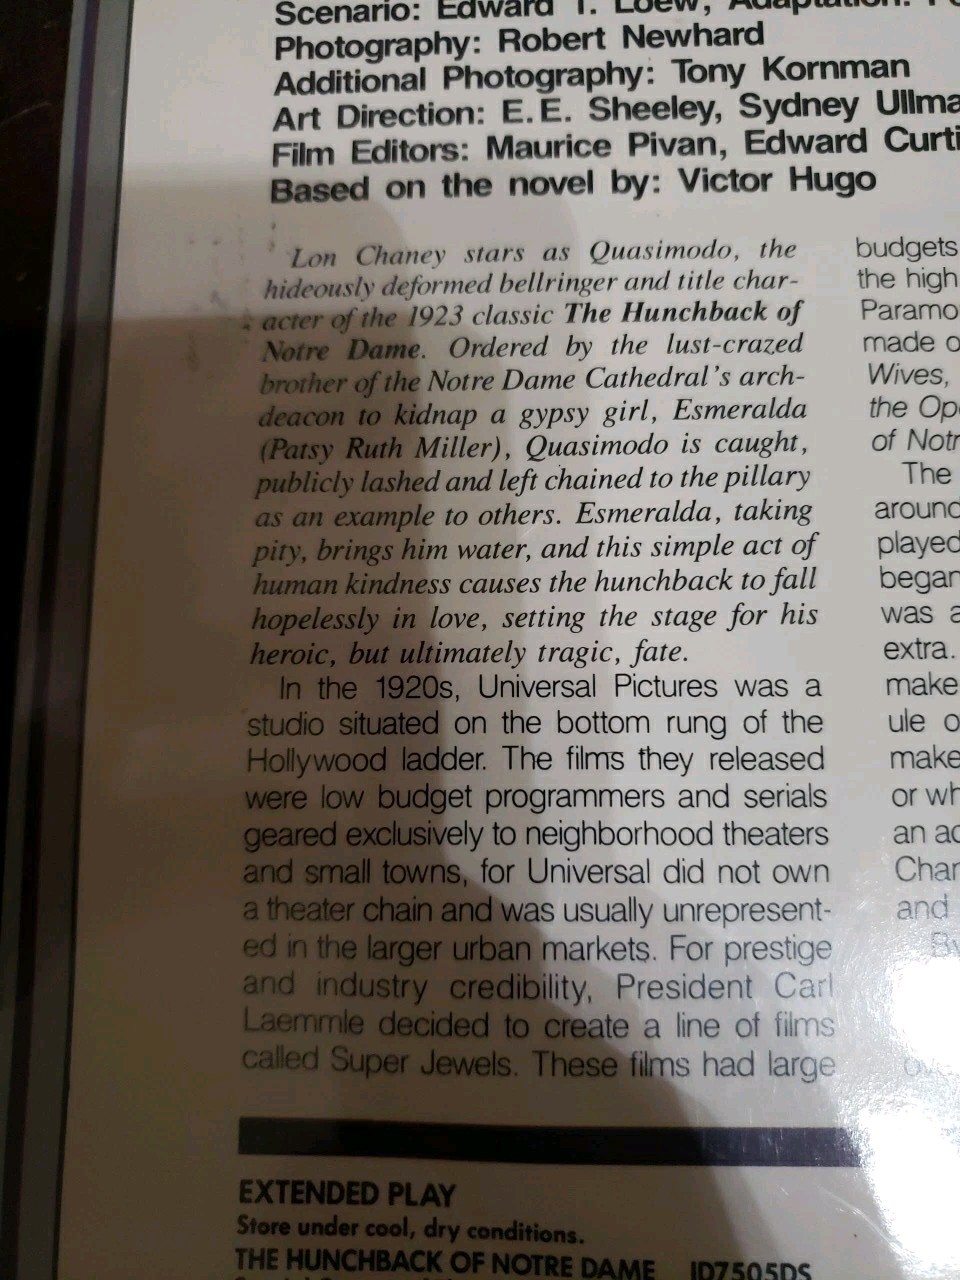 Scenario: Edward T. Loew, Adaptation: 
Photography: Robert Newhard
Additional Photography: Tony Kornman
Art Direction: E.E. Sheeley, Sydney Ullma
Film Editors: Maurice Pivan, Edward Curti
Based on the novel by: Victor Hugo
Lon Chaney stars as Quasimodo, the
hideously deformed bellringer and title char-
acter of the 1923 classic The Hunchback of
Notre Dame. Ordered by the lust-crazed
brother of the Notre Dame Cathedral's arch-
deacon to kidnap a gypsy girl, Esmeralda
(Patsy Ruth Miller), Quasimodo is caught,
publicly lashed and left chained to the pillary
as an example to others. Esmeralda, taking
pity, brings him water, and this simple act of
human kindness causes the hunchback to fall
hopelessly in love, setting the stage for his
heroic, but ultimately tragic, fate.
In the 1920s, Universal Pictures was a
studio situated on the bottom rung of the
Hollywood ladder. The films they released
were low budget programmers and serials
geared exclusively to neighborhood theaters
and small towns, for Universal did not own
a theater chain and was usually unrepresent-
ed in the larger urban markets. For prestige
and industry credibility, President Carl
Laemmle decided to create a line of films
called Super Jewels. These films had large
budgets
the high
Paramo
made o
Wives,
the Op
of Notr
The
around
played
began
was a
extra.
make
ule o
make
or wh
an ac
Char
and
EXTENDED PLAY
Store under cool, dry conditions.
THE HUNCHBACK OF NOTRE DAME ID7505DS